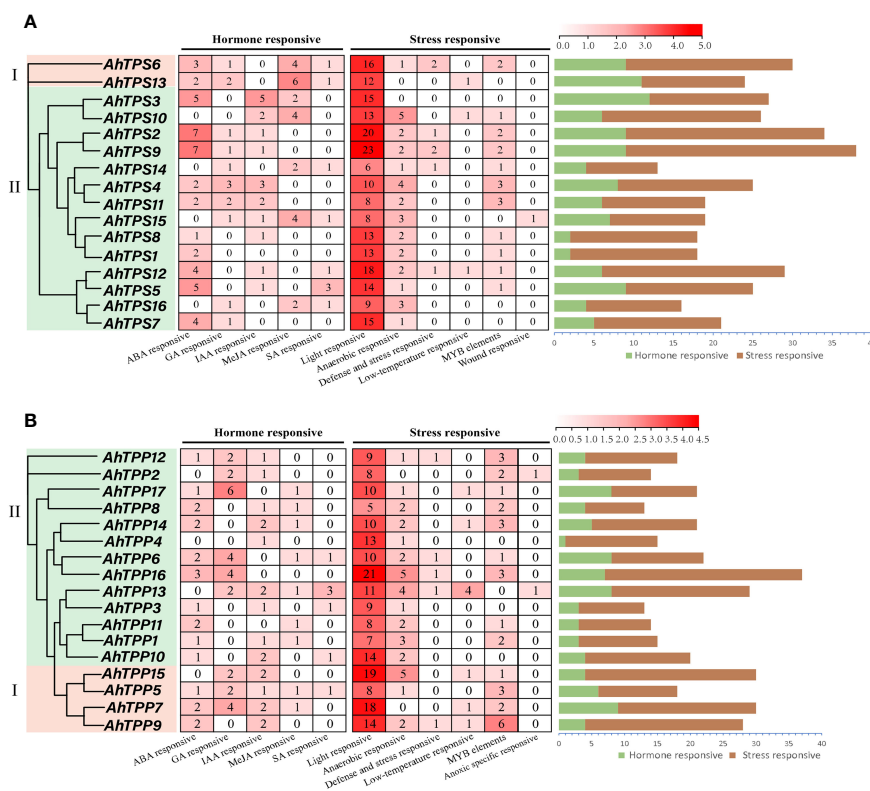 A
Hormone responsive Stress responsive
0.0 1.0 2.0 3.0 4.0 5.0
I
AhTPS6 3 1 0 4 1 16 1 2 0 2 0
AhTPS13 2 2 0 6 1 12 0 0 1 0 0
AhTPS3 5 0 5 2 0 15 0 0 0 0 0
AhTPS10 0 0 2 4 0 13 5 0 1 1 0
AhTPS2 7 1 1 0 0 20 2 1 0 2 0
AhTPS9 7 1 1 0 0 23 2 2 0 2 0
AhTPS14 0 1 0 2 1 6 1 1 0 1 0
II
AhTPS4 2 3 3 0 0 10 4 0 0 3 0
AhTPS11 2 2 2 0 0 8 2 0 0 3 0
AhTPS15 0 1 1 4 1 8 3 0 0 0 1
AhTPS8 1 0 1 0 0 13 2 0 0 1 0
AhTPS1 2 0 0 0 0 13 2 0 0 1 0
AhTPS12 4 0 1 0 1 18 2 1 1 1 0
AhTPS5 5 0 1 0 3 14 1 0 0 1 0
AhTPS16 0 1 0 2 1 9 3 0 0 0 0
AhTPS7 4 1 0 0 0 15 1 0 0 0 0
ABA responsive GA responsive IAA responsive MeJA responsive SA responsive Light responsive Anaerobic responsive Defense and stress responsive Low-temperature responsive MYB elements Wound responsive
0 5 10 15 20 25 30 35 40
Hormone responsive Stress responsive
B
Hormone responsive Stress responsive
0.0 0.5 1.0 1.5 2.0 2.5 3.0 3.5 4.0 4.5
AhTPP12 1 2 1 0 0 9 1 1 0 3 0
AhTPP2 0 2 1 0 0 8 0 0 0 2 1
II
AhTPP17 1 6 0 1 0 10 1 0 1 1 0
AhTPP8 2 0 1 1 0 5 2 0 0 2 0
AhTPP14 2 0 2 1 0 10 2 0 1 3 0
AhTPP4 0 0 1 0 0 13 1 0 0 0 0
AhTPP6 2 4 0 1 1 10 2 1 0 1 0
AhTPP16 3 4 0 0 0 21 5 1 0 3 0
AhTPP13 0 2 2 1 3 11 4 1 4 0 1
AhTPP3 1 0 1 0 1 9 1 0 0 0 0
AhTPP11 2 0 0 1 0 8 2 0 0 1 0
AhTPP1 1 0 1 1 0 7 3 0 0 2 0
AhTPP10 1 0 2 0 1 14 2 0 0 0 0
I
AhTPP15 0 2 2 0 0 19 5 0 1 1 0
AhTPP5 1 2 1 1 1 8 1 0 0 3 0
AhTPP7 2 4 2 1 0 18 0 0 1 2 0
AhTPP9 2 0 2 0 0 14 2 1 1 6 0
ABA responsive GA responsive IAA responsive MeJA responsive SA responsive Light responsive Anaerobic responsive Defense and stress responsive Low-temperature responsive MYB elements Anoxic specific responsive
0 5 10 15 20 25 30 35 40
Hormone responsive Stress responsive